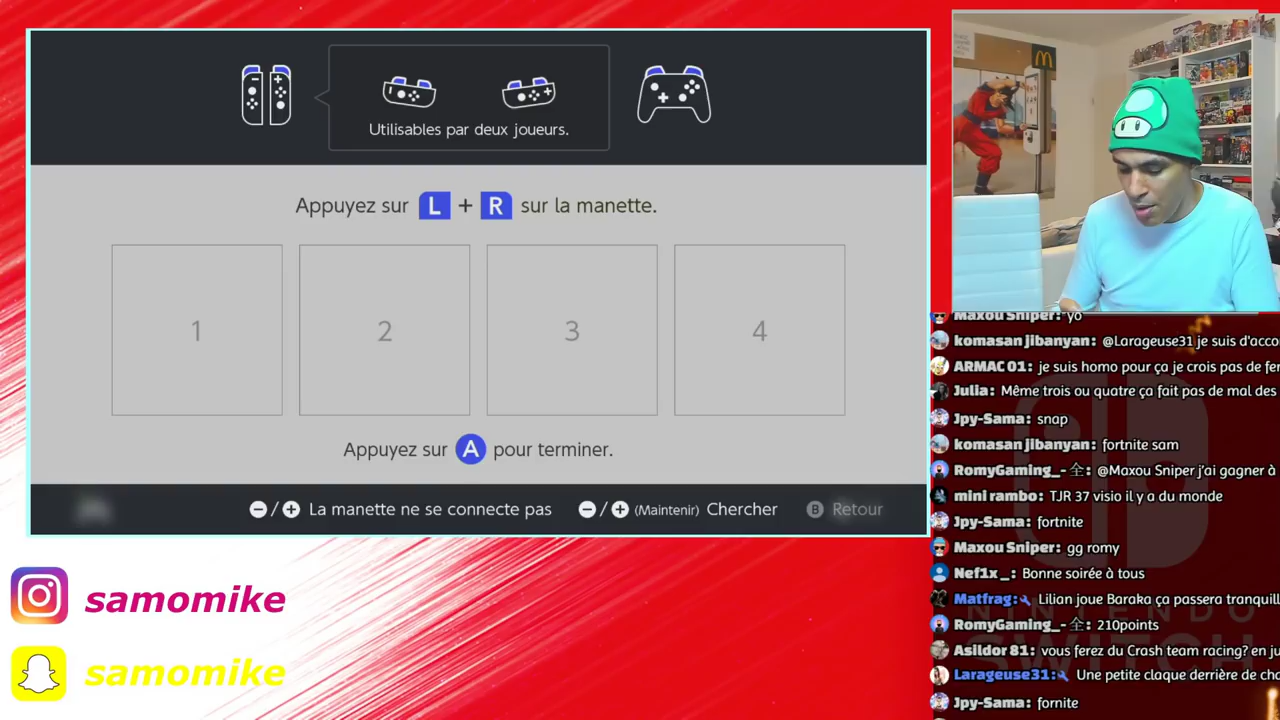 Utilisables par deux joueurs.
Appuyez sur L + R sur la manette.
1
2
3
4
Appuyez sur A pour terminer.
La manette ne se connecte pas
(Maintenir) Chercher
B Retour
samomike
samomike
Maxou Sniper: yo
komasan jibanyan: @Larageuse31 je suis d'acco
ARMAC 01: je suis homo pour ça je crois pas de fer
Julia: Même trois ou quatre ça fait pas de mal des
Jpy-Sama: snap
komasan jibanyan: fortnite sam
RomyGaming_- 全: @Maxou Sniper j'ai gagner à
mini rambo: TJR 37 visio il y a du monde
Jpy-Sama: fortnite
Maxou Sniper: gg romy
Nef1x _: Bonne soirée à tous
Matfrag: Lilian joue Baraka ça passera tranquill
RomyGaming_- 全: 210points
Asildor 81: vous ferez du Crash team racing? en ju
Larageuse31: Une petite claque derrière de cha
Jpy-Sama: fornite